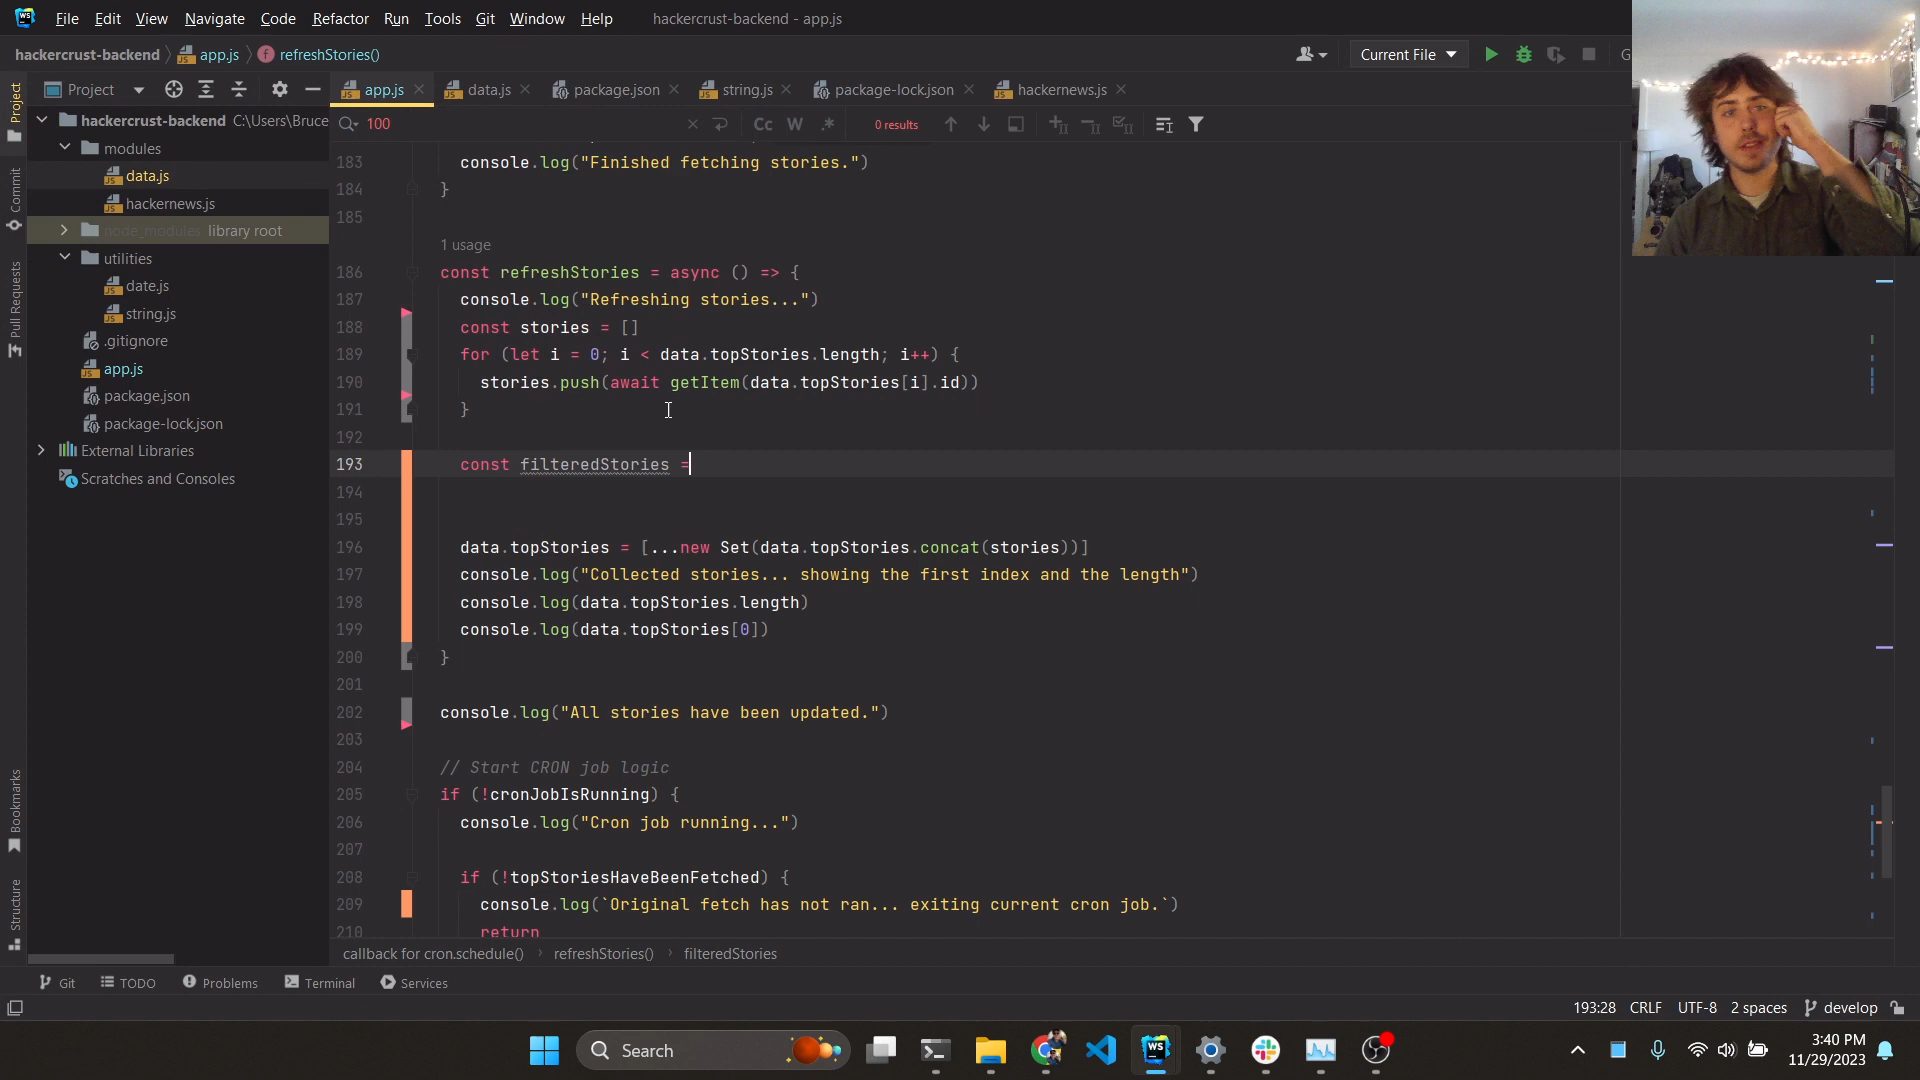 File Edit View Navigate Code Refactor Run Tools Git Window Help hackercrust-backend - app.js
hackercrust-backend app.js refreshStories() Current File G
Project app.js data.js package.json string.js package-lock.json hackernews.js
100 Cc W .* 0 results
Project
Commit
Pull Requests
Bookmarks
Structure
hackercrust-backend C:\Users\Bruce
modules
data.js
hackernews.js
node_modules library root
utilities
date.js
string.js
.gitignore
app.js
package.json
package-lock.json
External Libraries
Scratches and Consoles
183 console.log("Finished fetching stories.")
184 }
185
1 usage
186 const refreshStories = async () => {
187 console.log("Refreshing stories...")
188 const stories = []
189 for (let i = 0; i < data.topStories.length; i++) {
190 stories.push(await getItem(data.topStories[i].id))
191 }
192
193 const filteredStories =
194
195
196 data.topStories = [...new Set(data.topStories.concat(stories))]
197 console.log("Collected stories... showing the first index and the length")
198 console.log(data.topStories.length)
199 console.log(data.topStories[0])
200 }
201
202 console.log("All stories have been updated.")
203
204 // Start CRON job logic
205 if (!cronJobIsRunning) {
206 console.log("Cron job running...")
207
208 if (!topStoriesHaveBeenFetched) {
209 console.log(`Original fetch has not ran... exiting current cron job.`)
210 return
callback for cron.schedule() refreshStories() filteredStories
Git TODO Problems Terminal Services
193:28 CRLF UTF-8 2 spaces develop
Search
WS
3:40 PM
11/29/2023